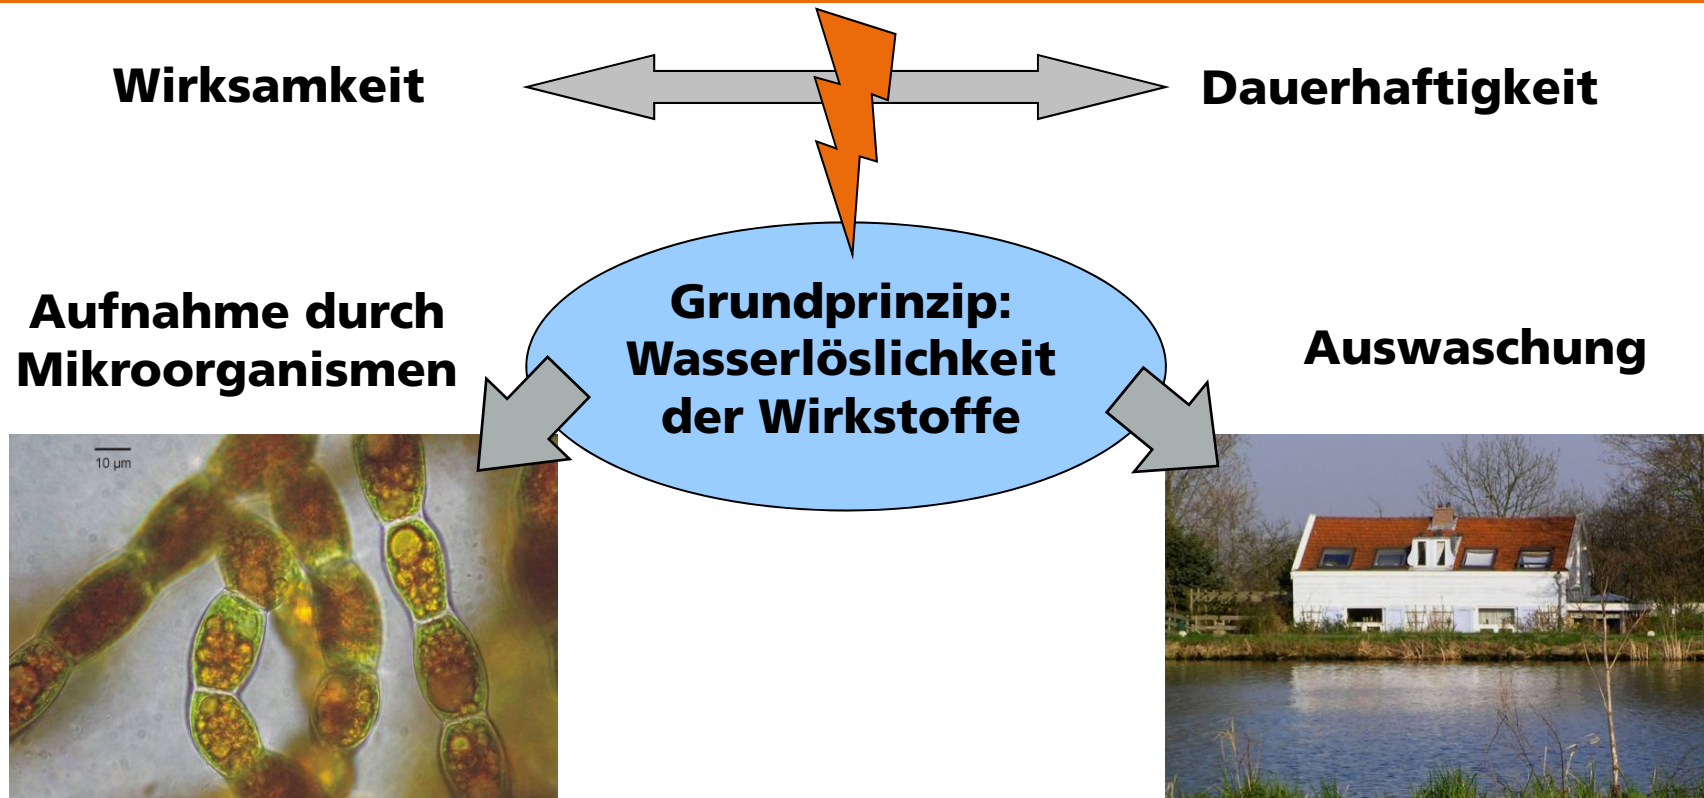 Wirksamkeit
Dauerhaftigkeit
Grundprinzip:
Wasserlöslichkeit
der Wirkstoffe
Aufnahme durch
Mikroorganismen
Auswaschung
10 µm